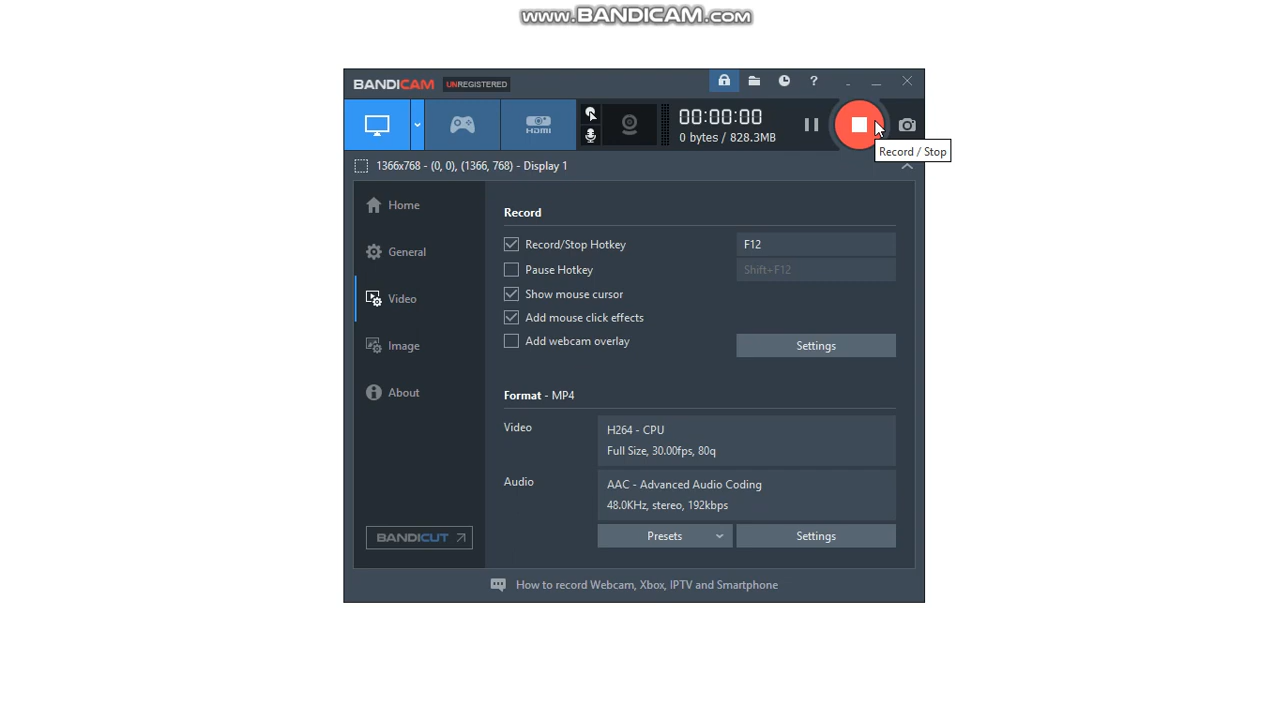 www.BANDICAM.com
BANDICAM UNREGISTERED
?
HDMI
00:00:00
0 bytes / 828.3MB
Record / Stop
1366x768 - (0, 0), (1366, 768) - Display 1
Home
General
Video
Image
About
BANDICUT
Record
Record/Stop Hotkey
F12
Pause Hotkey
Shift+F12
Show mouse cursor
Add mouse click effects
Add webcam overlay
Settings
Format - MP4
Video
H264 - CPU
Full Size, 30.00fps, 80q
Audio
AAC - Advanced Audio Coding
48.0KHz, stereo, 192kbps
Presets
Settings
How to record Webcam, Xbox, IPTV and Smartphone